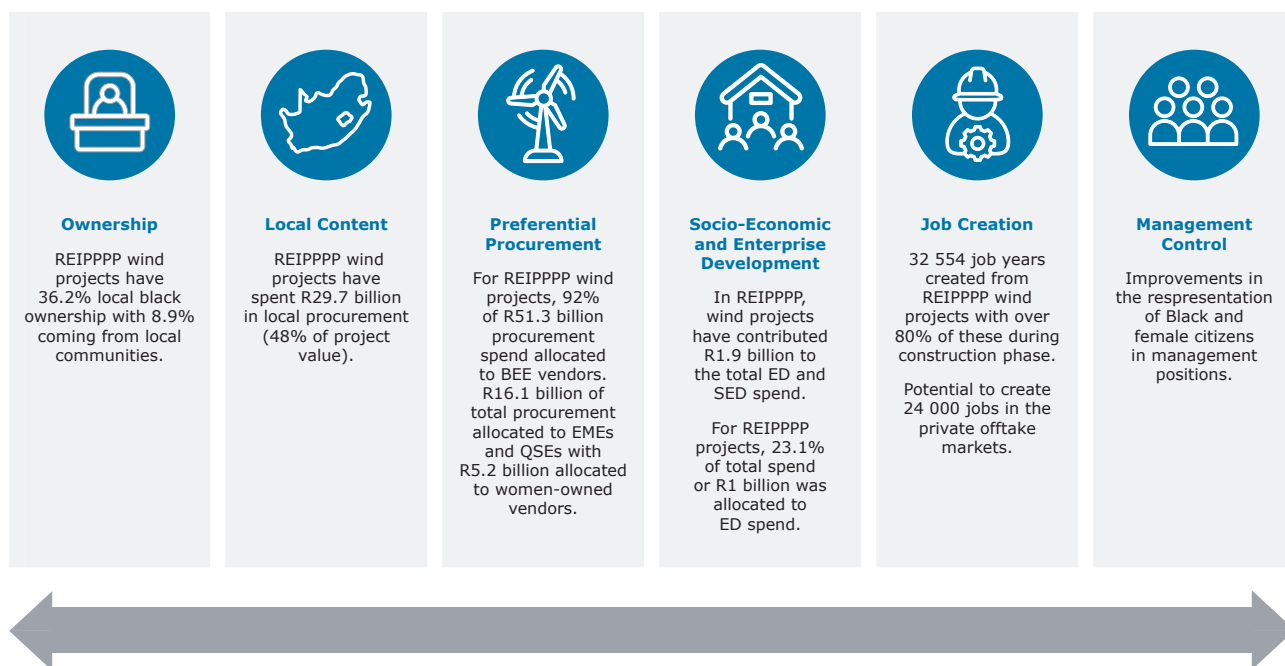 Ownership
REIPPPP wind
projects have
36.2% local black
ownership with 8.9%
coming from local
communities.
Local Content
REIPPPP wind
projects have
spent R29.7 billion
in local procurement
(48% of project
value).
Preferential
Procurement
For REIPPPP wind
projects, 92%
of R51.3 billion
procurement
spend allocated
to BEE vendors.
R16.1 billion of
total procurement
allocated to EMEs
and QSEs with
R5.2 billion allocated
to women-owned
vendors.
Socio-Economic
and Enterprise
Development
In REIPPPP,
wind projects
have contributed
R1.9 billion to
the total ED and
SED spend.
For REIPPPP
projects, 23.1%
of total spend
or R1 billion was
allocated to
ED spend.
Job Creation
32 554 job years
created from
REIPPPP wind
projects with over
80% of these during
construction phase.
Potential to create
24 000 jobs in the
private offtake
markets.
Management
Control
Improvements in
the respresentation
of Black and
female citizens
in management
positions.